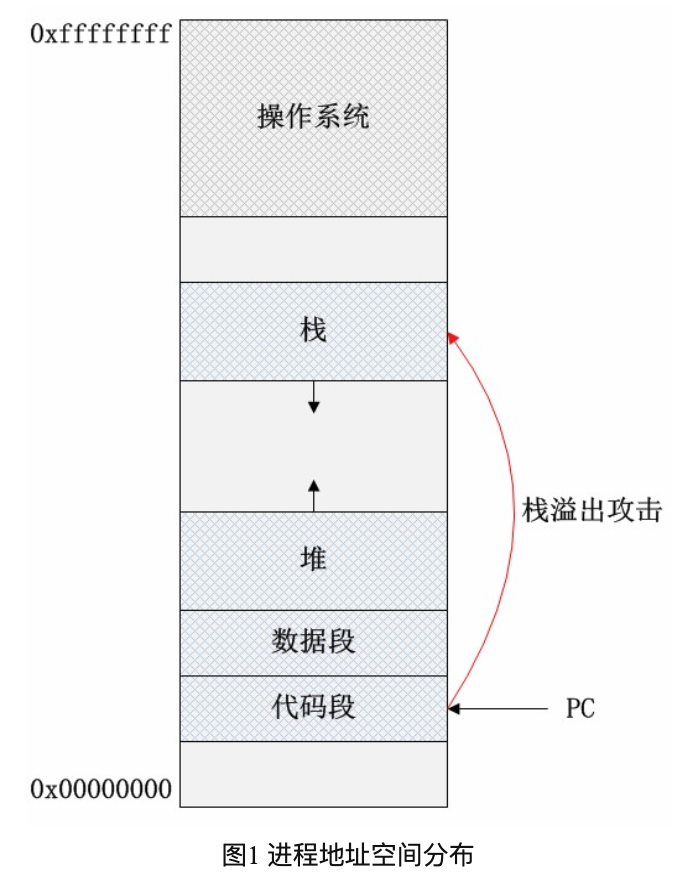 0xffffffff
操作系统
栈
栈溢出攻击
堆
数据段
代码段
PC
0x00000000
图1 进程地址空间分布